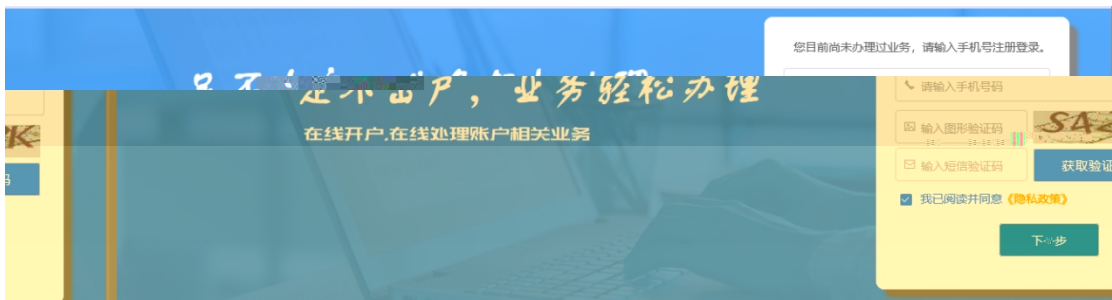 您目前尚未办理过业务，请输入手机号注册登录。
足不出户，业务轻松办理
请输入手机号码
在线开户,在线处理账户相关业务
输入图形验证码
输入短信验证码
获取验证
我已阅读并同意《隐私政策》
下一步